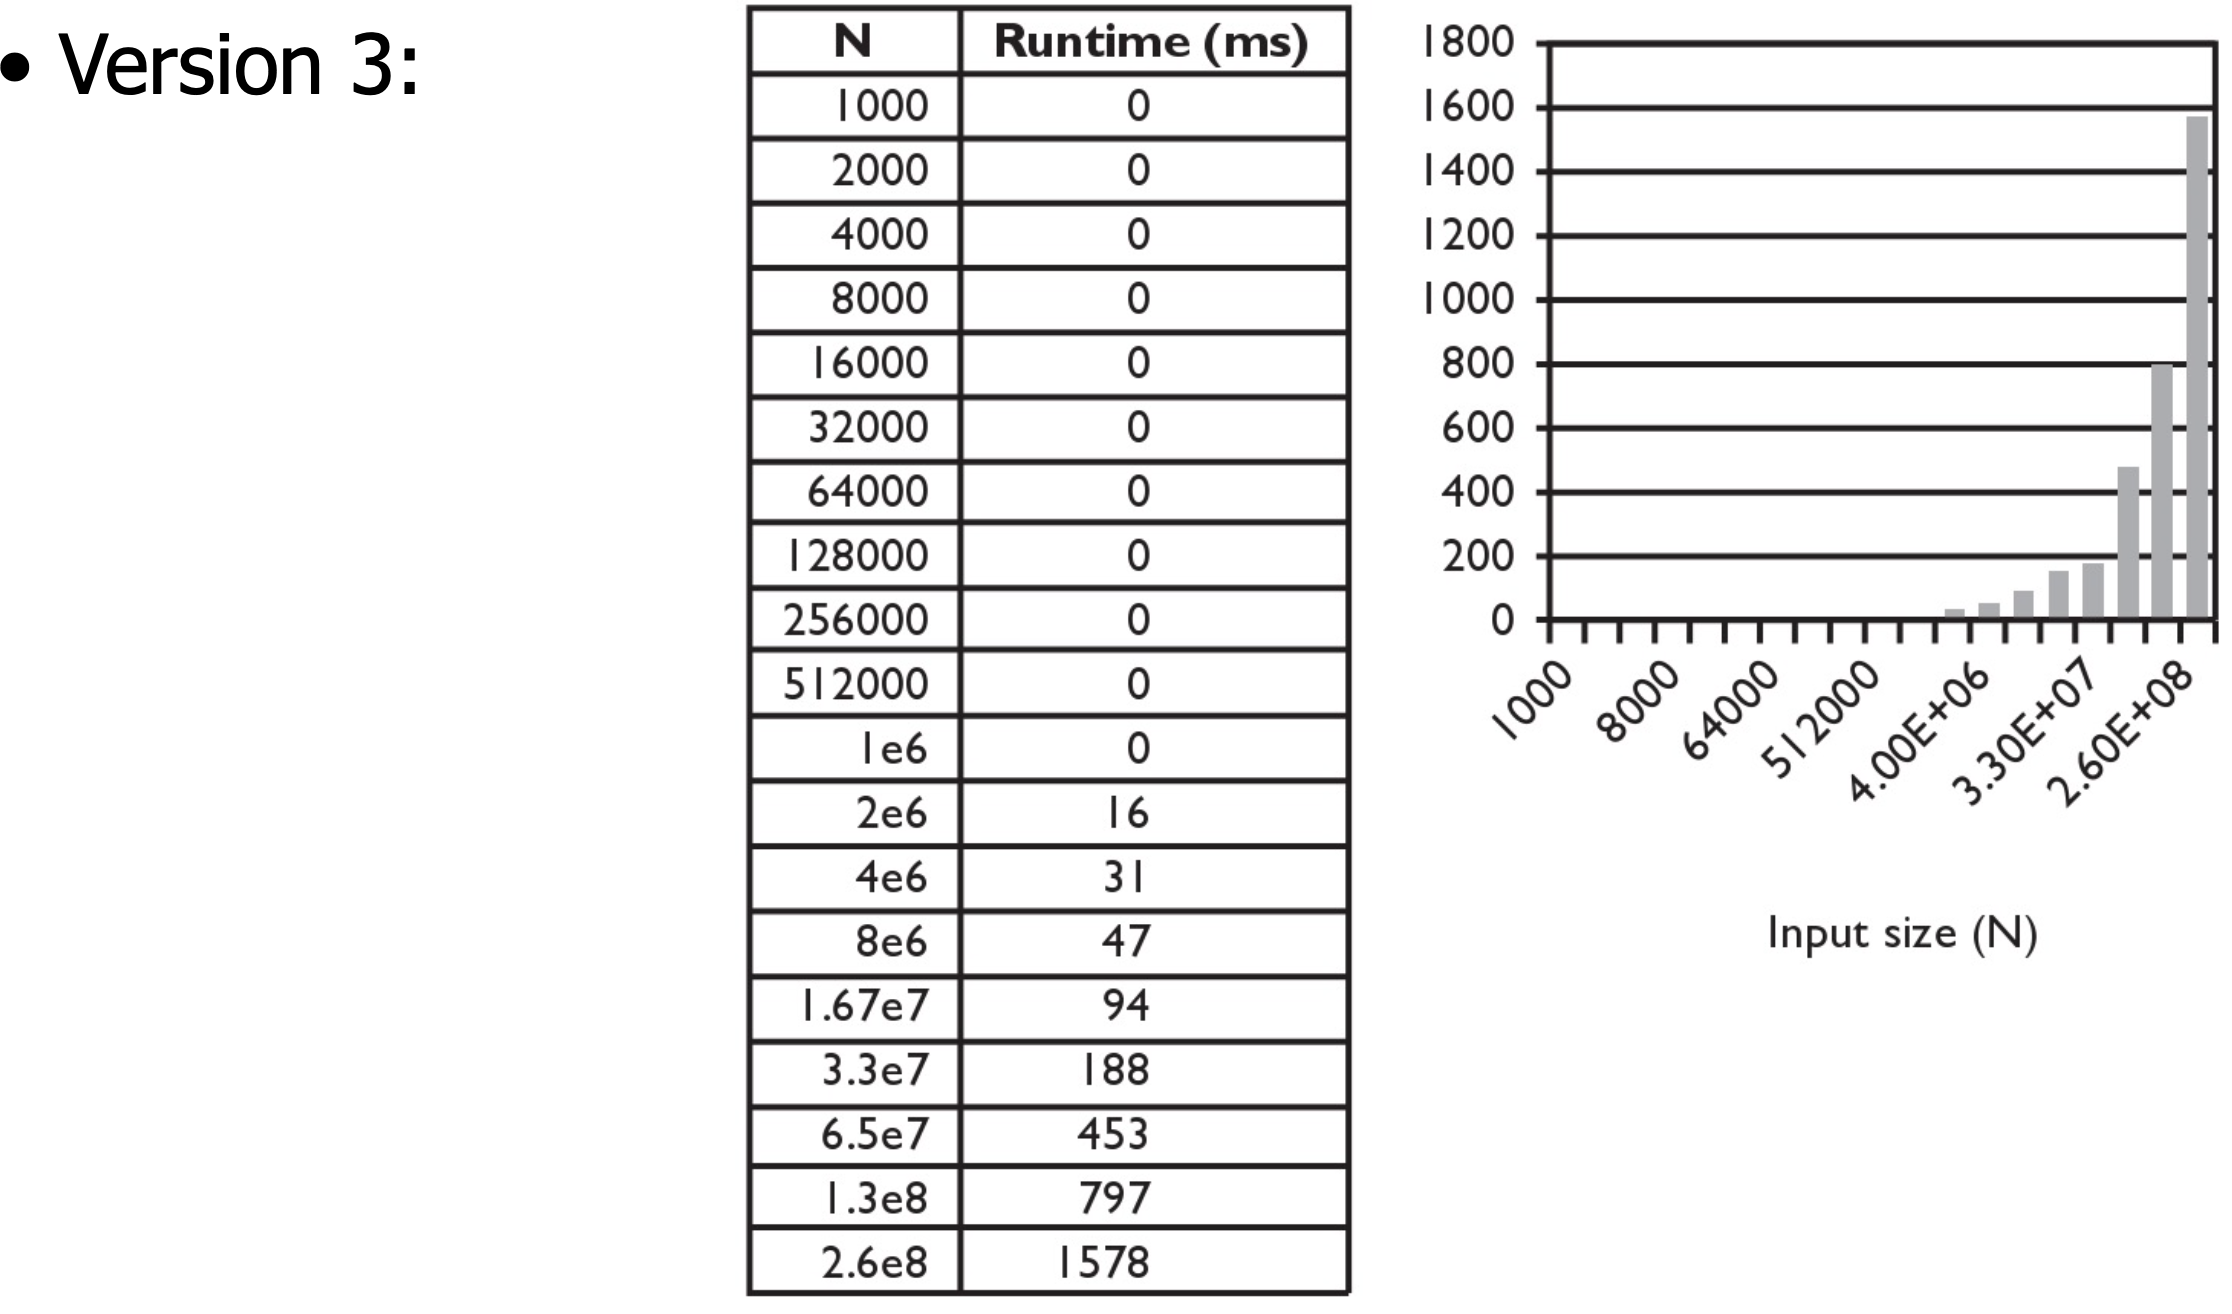 • Version 3:
N Runtime (ms)
1000 0
2000 0
4000 0
8000 0
16000 0
32000 0
64000 0
128000 0
256000 0
512000 0
1e6 0
2e6 16
4e6 31
8e6 47
1.67e7 94
3.3e7 188
6.5e7 453
1.3e8 797
2.6e8 1578
1800
1600
1400
1200
1000
800
600
400
200
0
1000 8000 64000 512000 4.00E+06 3.30E+07 2.60E+08
Input size (N)